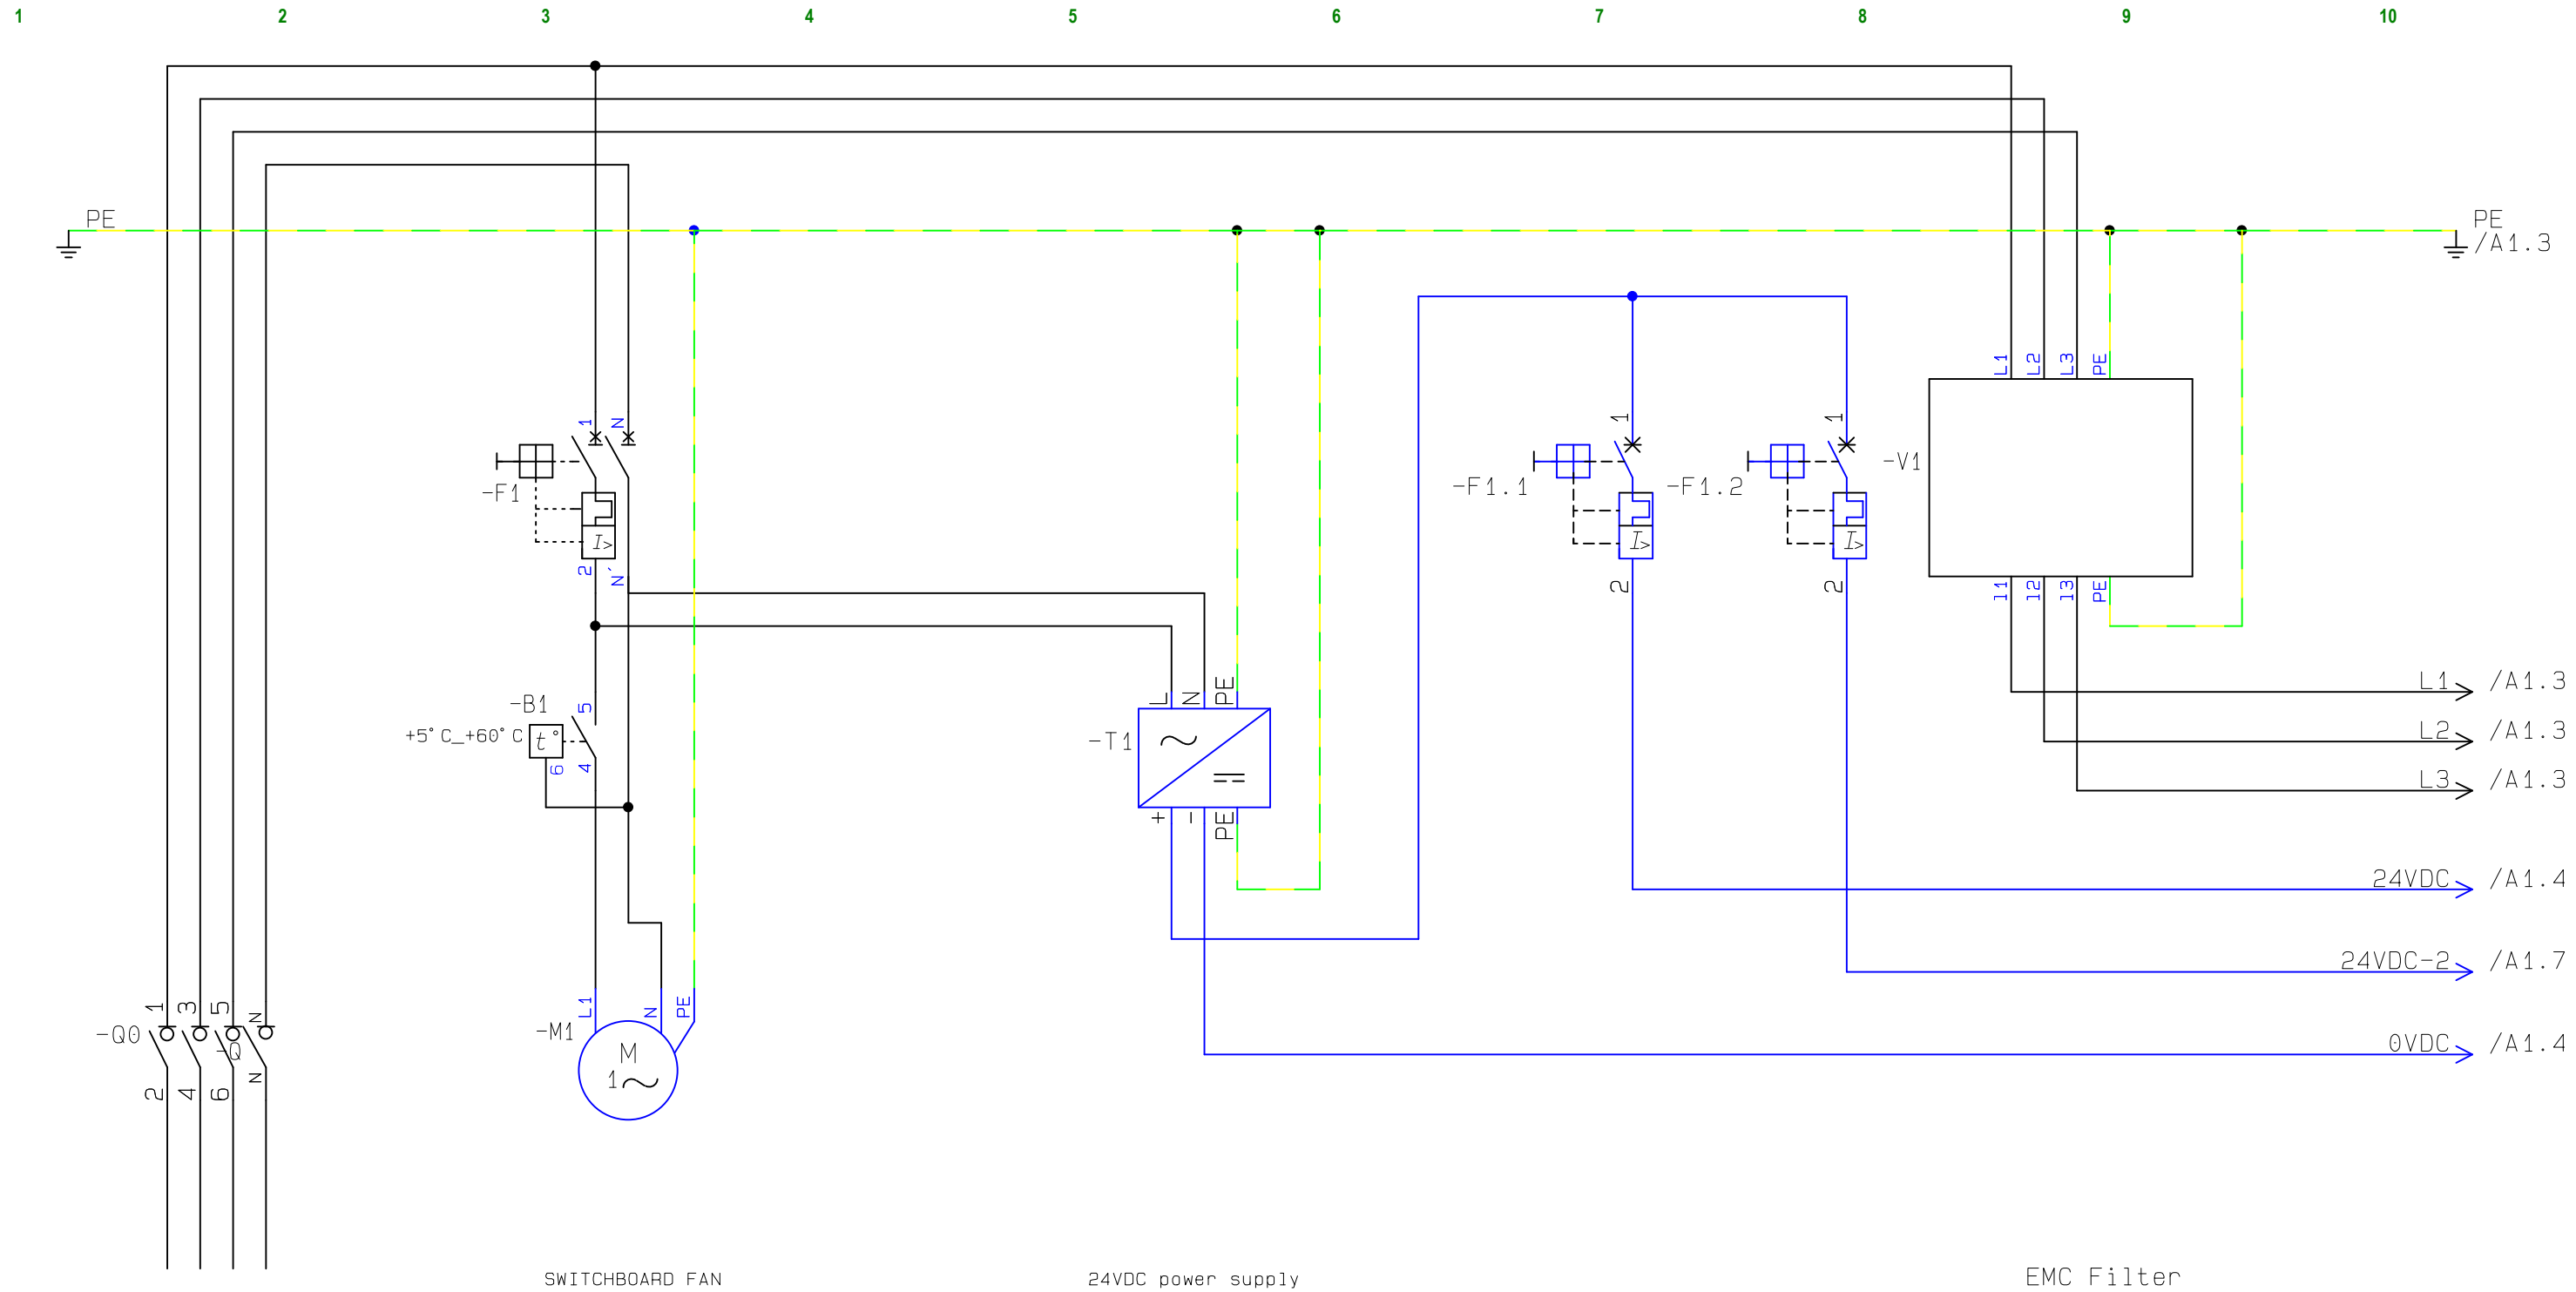 1 2 3 4 5 6 7 8 9 10
PE
PE
/A1.3
L1 L2 L3 PE
1 N
1
1
-V1
-F1
-F1.1
-F1.2
I>
I>
I>
2 N´
2
2
l1 l2 l3 PE
L1 /A1.3
-B1
5
L N PE
+5°C_+60°C
t°
-T1
L2 /A1.3
6 4
L3 /A1.3
+ - PE
24VDC /A1.4
24VDC-2 /A1.7
1 3 5 N
L1 N PE
-Q0
-Q
-M1
0VDC /A1.4
M
1
2 4 6 N
SWITCHBOARD FAN
24VDC power supply
EMC Filter